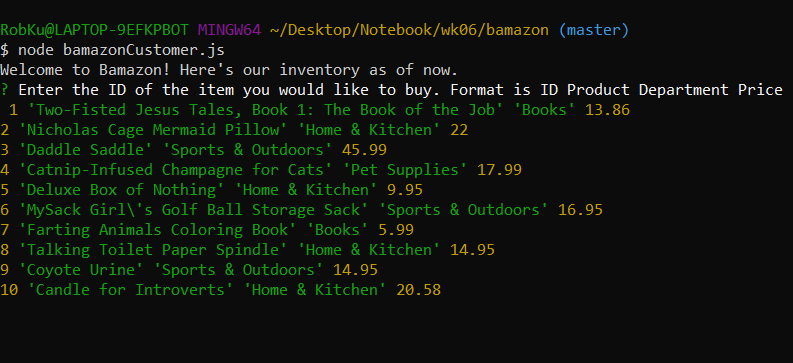 RobKu@LAPTOP-9EFKPBOT MINGW64 ~/Desktop/Notebook/wk06/bamazon (master)
$ node bamazonCustomer.js
Welcome to Bamazon! Here's our inventory as of now.
? Enter the ID of the item you would like to buy. Format is ID Product Department Price
1 'Two-Fisted Jesus Tales, Book 1: The Book of the Job' 'Books' 13.86
2 'Nicholas Cage Mermaid Pillow' 'Home & Kitchen' 22
3 'Daddle Saddle' 'Sports & Outdoors' 45.99
4 'Catnip-Infused Champagne for Cats' 'Pet Supplies' 17.99
5 'Deluxe Box of Nothing' 'Home & Kitchen' 9.95
6 'MySack Girl\'s Golf Ball Storage Sack' 'Sports & Outdoors' 16.95
7 'Farting Animals Coloring Book' 'Books' 5.99
8 'Talking Toilet Paper Spindle' 'Home & Kitchen' 14.95
9 'Coyote Urine' 'Sports & Outdoors' 14.95
10 'Candle for Introverts' 'Home & Kitchen' 20.58